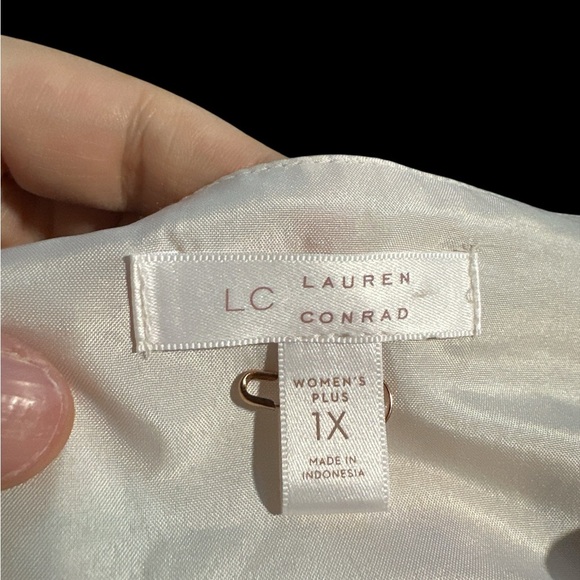 LC LAUREN
CONRAD
WOMEN'S
PLUS
1X
MADE IN
INDONESIA